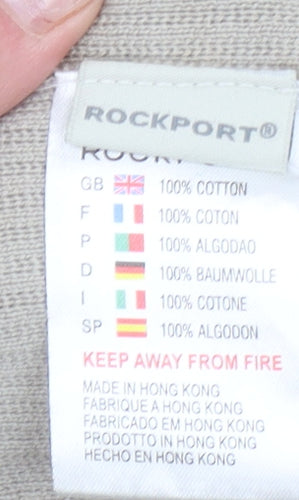 ROCKPORT®
ROCKPORT
GB 100% COTTON
F 100% COTON
P 100% ALGODAO
D 100% BAUMWOLLE
I 100% COTONE
SP 100% ALGODON
KEEP AWAY FROM FIRE
MADE IN HONG KONG
FABRIQUE A HONG KONG
FABRICADO EM HONG KONG
PRODOTTO IN HONG KONG
HECHO EN HONG KONG